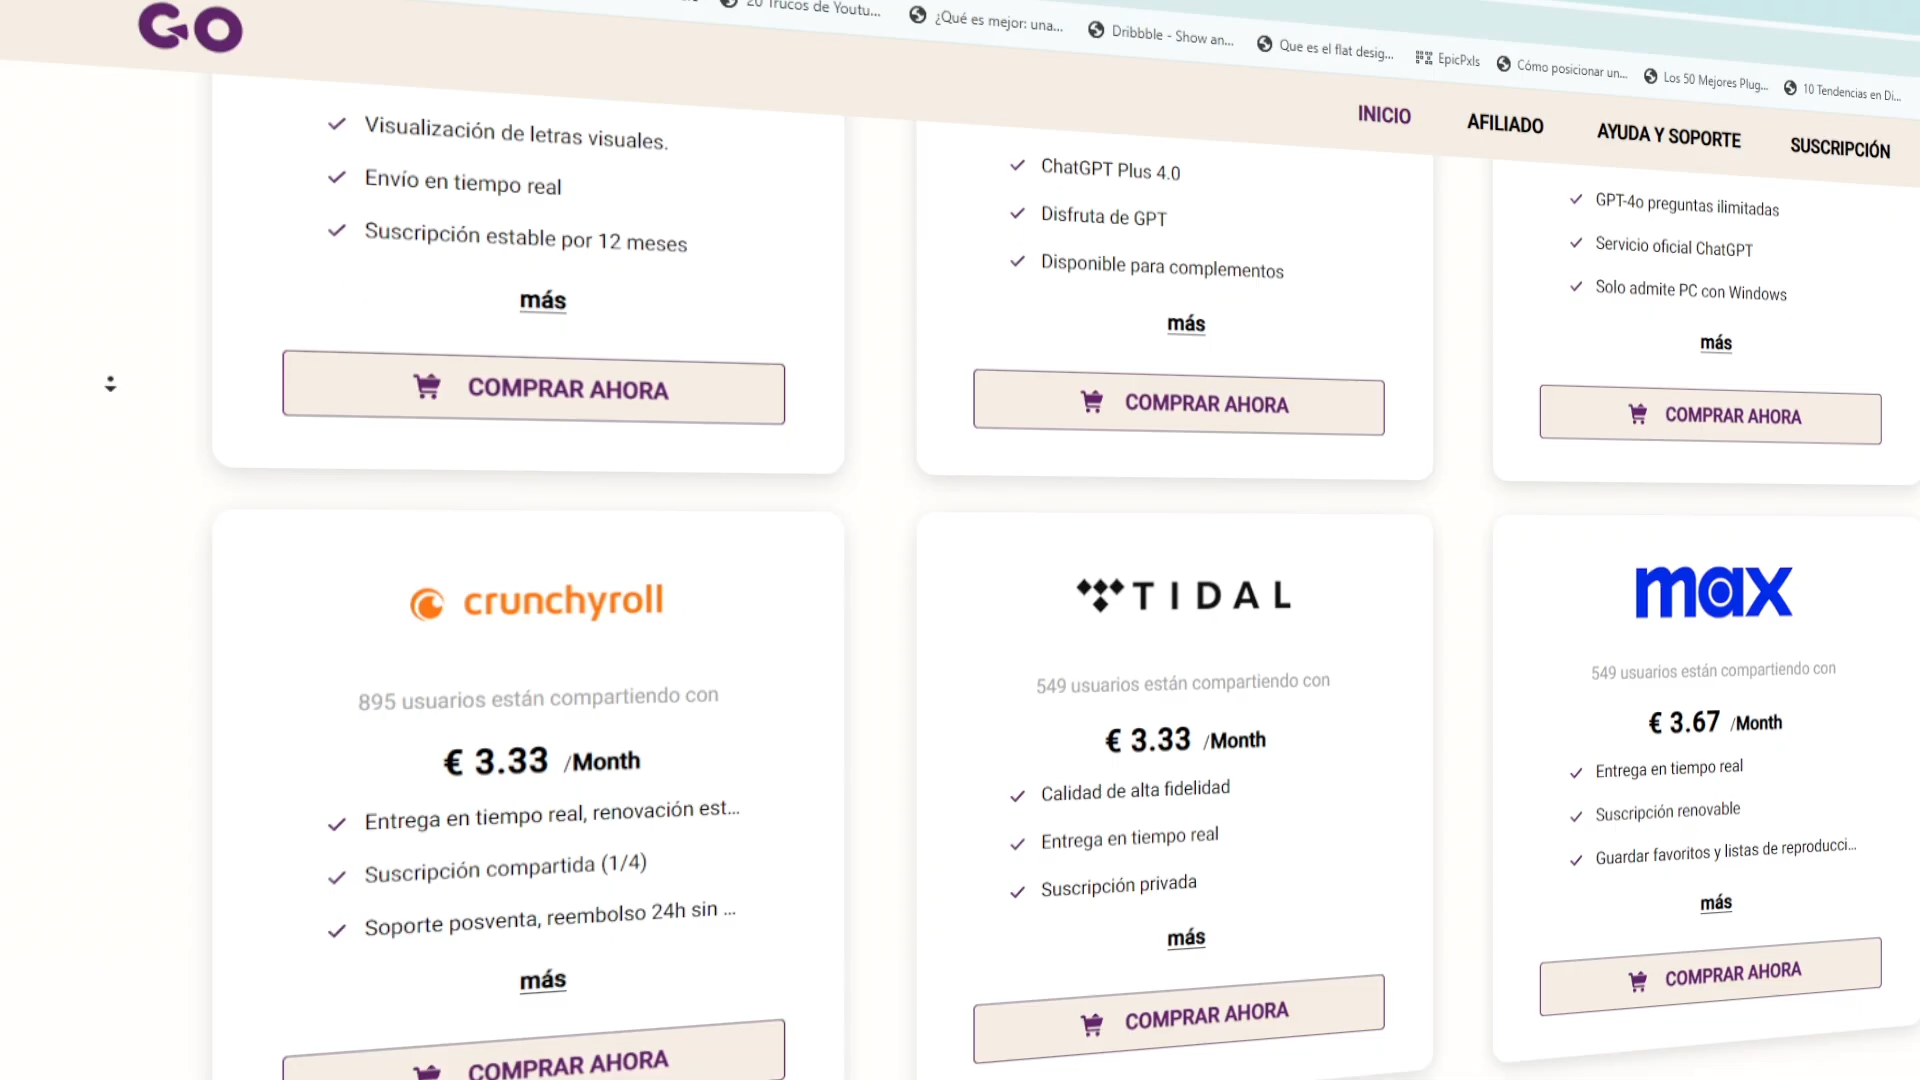 GO
20 Trucos de Youtu...
¿Qué es mejor: una...
Dribbble - Show an...
Que es el flat desig...
EpicPxls
Cómo posicionar un...
Los 50 Mejores Plug...
10 Tendencias en Di...
INICIO
AFILIADO
AYUDA Y SOPORTE
SUSCRIPCIÓN
Visualización de letras visuales.
Envío en tiempo real
Suscripción estable por 12 meses
más
COMPRAR AHORA
ChatGPT Plus 4.0
Disfruta de GPT
Disponible para complementos
más
COMPRAR AHORA
GPT-4o preguntas ilimitadas
Servicio oficial ChatGPT
Solo admite PC con Windows
más
COMPRAR AHORA
crunchyroll
895 usuarios están compartiendo con
€ 3.33 /Month
Entrega en tiempo real, renovación est...
Suscripción compartida (1/4)
Soporte posventa, reembolso 24h sin ...
más
COMPRAR AHORA
TIDAL
549 usuarios están compartiendo con
€ 3.33 /Month
Calidad de alta fidelidad
Entrega en tiempo real
Suscripción privada
más
COMPRAR AHORA
max
549 usuarios están compartiendo con
€ 3.67 /Month
Entrega en tiempo real
Suscripción renovable
Guardar favoritos y listas de reproducci...
más
COMPRAR AHORA